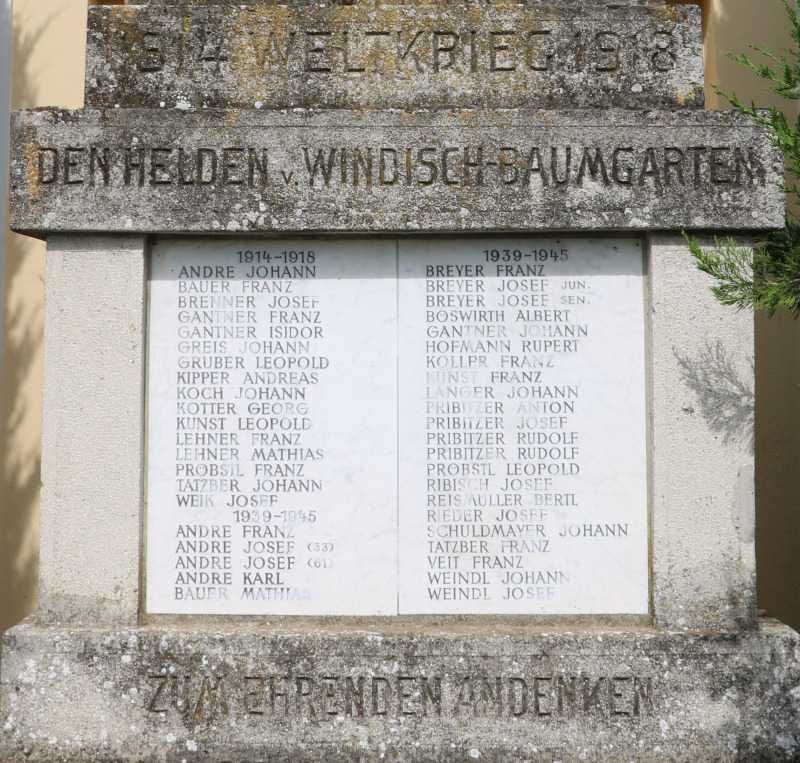 1914 WELTKRIEG 1918
DEN HELDEN v. WINDISCH-BAUMGARTEN
1914-1918
ANDRE JOHANN
BAUER FRANZ
BRENNER JOSEF
GANTNER FRANZ
GANTNER ISIDOR
GREIS JOHANN
GRUBER LEOPOLD
KIPPER ANDREAS
KOCH JOHANN
KOTTER GEORG
KUNST LEOPOLD
LEHNER FRANZ
LEHNER MATHIAS
PRÖBSTL FRANZ
TATZBER JOHANN
WEIK JOSEF
1939-1945
ANDRE FRANZ
ANDRE JOSEF (33)
ANDRE JOSEF (61)
ANDRE KARL
BAUER MATHIAS
1939-1945
BREYER FRANZ
BREYER JOSEF JUN.
BREYER JOSEF SEN.
BÖSWIRTH ALBERT
GANTNER JOHANN
HOFMANN RUPERT
KOLLER FRANZ
KUNST FRANZ
LANGER JOHANN
PRIBITZER ANTON
PRIBITZER JOSEF
PRIBITZER RUDOLF
PRIBITZER RUDOLF
PRÖBSTL LEOPOLD
RIBISCH JOSEF
REISMÜLLER BERTL
RIEDER JOSEF
SCHULDMAYER JOHANN
TATZBER FRANZ
VEIT FRANZ
WEINDL JOHANN
WEINDL JOSEF
ZUM EHRENDEN ANDENKEN